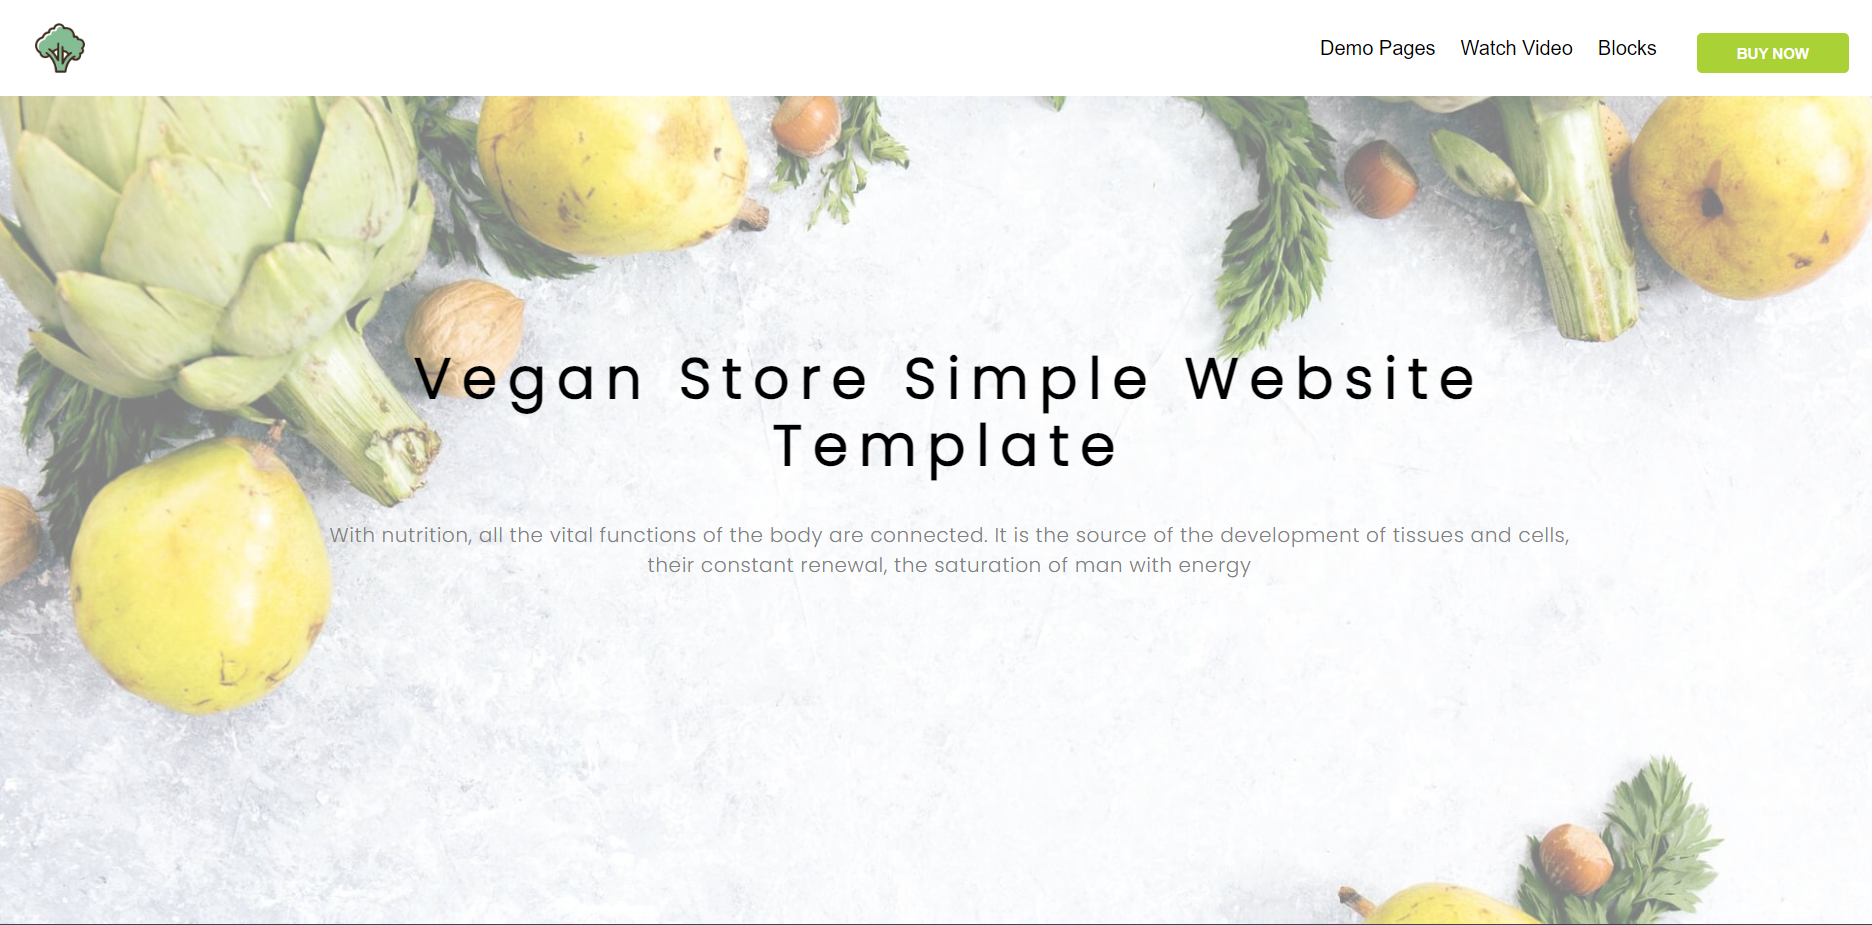 Demo Pages Watch Video Blocks BUY NOW
Vegan Store Simple Website
Template
With nutrition, all the vital functions of the body are connected. It is the source of the development of tissues and cells,
their constant renewal, the saturation of man with energy